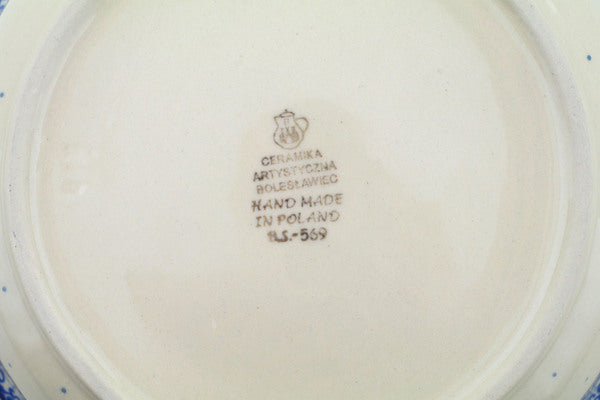 CERAMIKA
ARTYSTYCZNA
BOLESŁAWIEC
HAND MADE
IN POLAND
H.S.-569